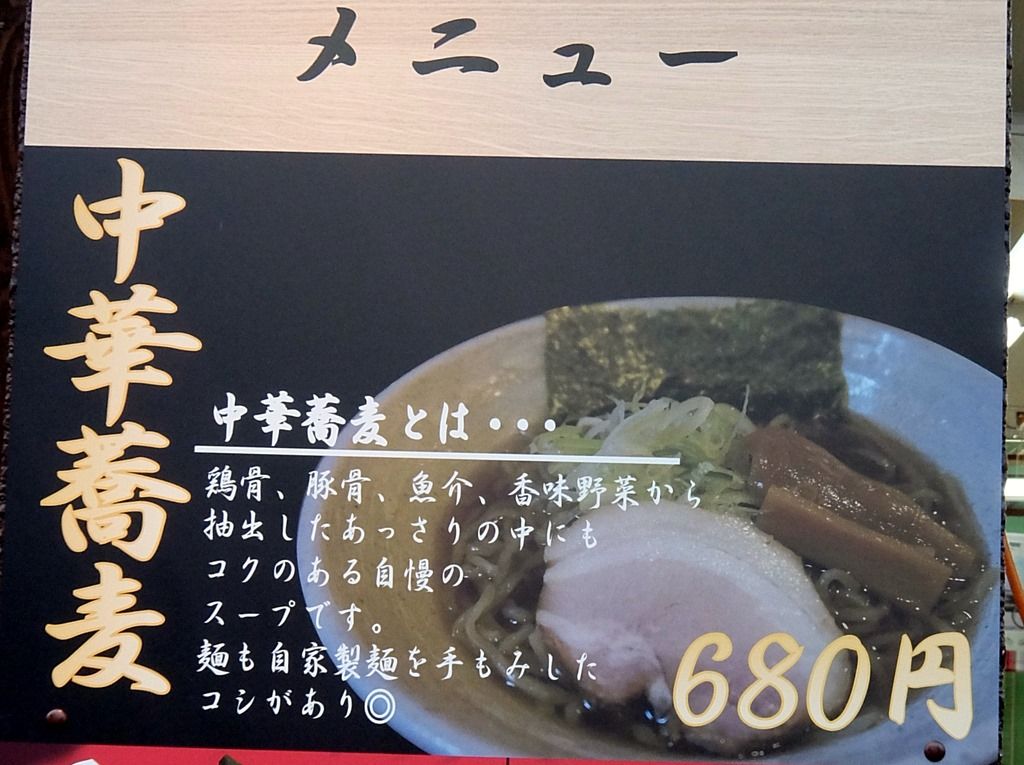 メニュー
中華蕎麦
中華蕎麦とは・・・
鶏骨、豚骨、魚介、香味野菜から
抽出したあっさりの中にも
コクのある自慢の
スープです。
麺も自家製麺を手もみした
コシがあり◎
680円